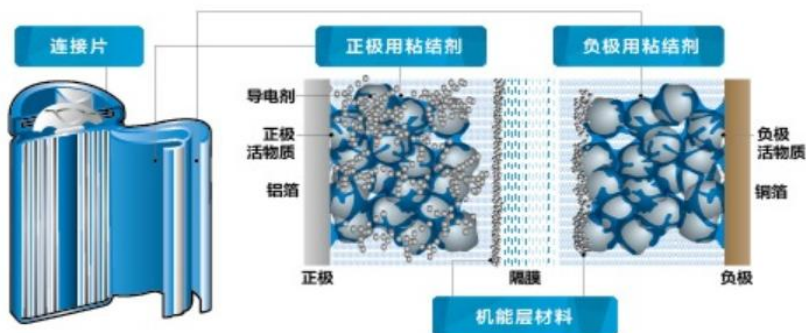 连接片
正极用粘结剂
负极用粘结剂
导电剂
正极
活物质
铝箔
负极
活物质
铜箔
正极
隔膜
负极
机能层材料